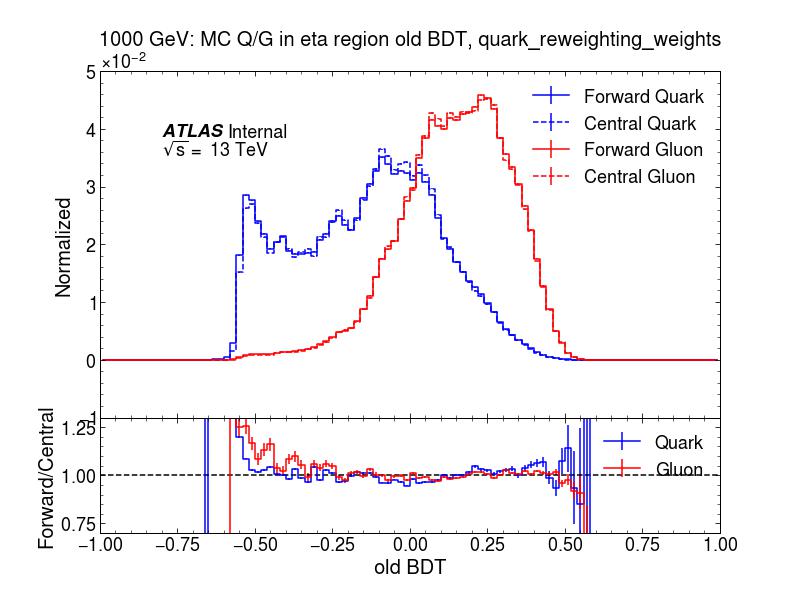 1000 GeV: MC Q/G in eta region old BDT, quark_reweighting_weights
×10⁻²
5
4
3
2
1
0
−1
Normalized
ATLAS Internal
√s = 13 TeV
Forward Quark
Central Quark
Forward Gluon
Central Gluon
1.25
1.00
0.75
Forward/Central
Quark
Gluon
−1.00 −0.75 −0.50 −0.25 0.00 0.25 0.50 0.75 1.00
old BDT